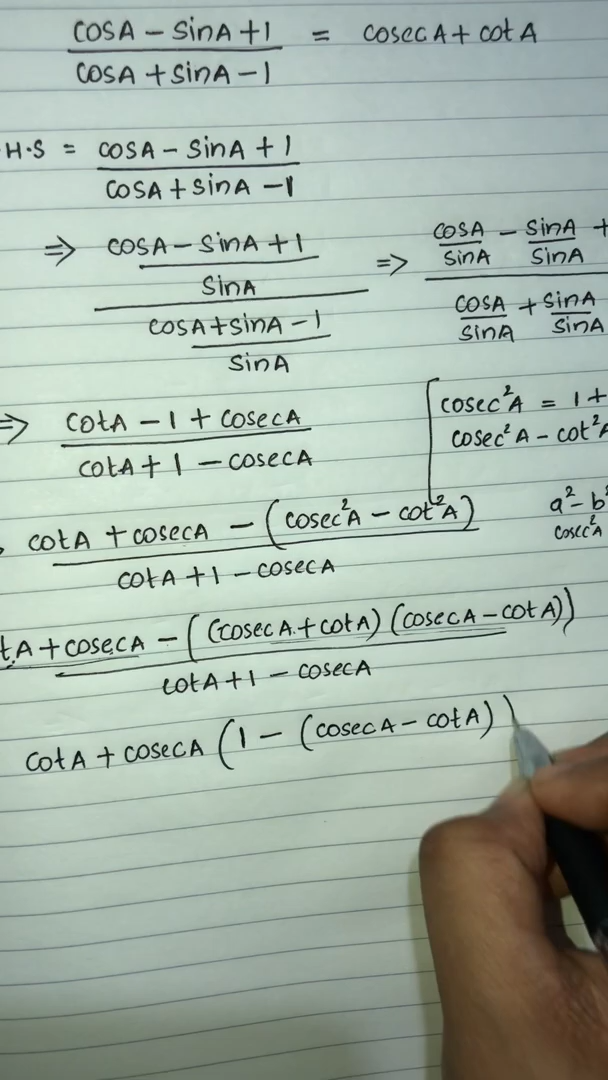 cosA - sinA + 1 / cosA + sinA - 1 = cosecA + cotA
H.S = cosA - sinA + 1 / cosA + sinA - 1
⇒ (cosA - sinA + 1 / sinA) / (cosA + sinA - 1 / sinA) ⇒ (cosA/sinA - sinA/sinA +) / (cosA/sinA + sinA/sinA)
⇒ cotA - 1 + cosecA / cotA + 1 - cosecA
[cosec²A = 1 +
cosec²A - cot²A
cotA + cosecA - (cosec²A - cot²A) / cotA + 1 - cosecA
a² - b²
cosec²A
tA + cosecA - ((cosecA + cotA)(cosecA - cotA)) / cotA + 1 - cosecA
cotA + cosecA (1 - (cosecA - cotA))